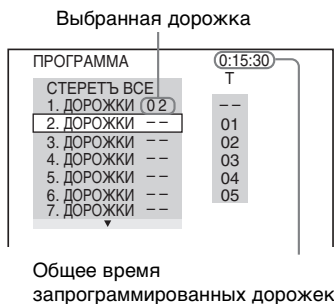 Выбранная дорожка
ПРОГРАММА 0:15:30
T
СТЕРЕТЪ ВСЕ
1. ДОРОЖКИ 0 2 – –
2. ДОРОЖКИ – – 01
3. ДОРОЖКИ – – 02
4. ДОРОЖКИ – – 03
5. ДОРОЖКИ – – 04
6. ДОРОЖКИ – – 05
7. ДОРОЖКИ – –
Общее время
запрограммированных дорожек